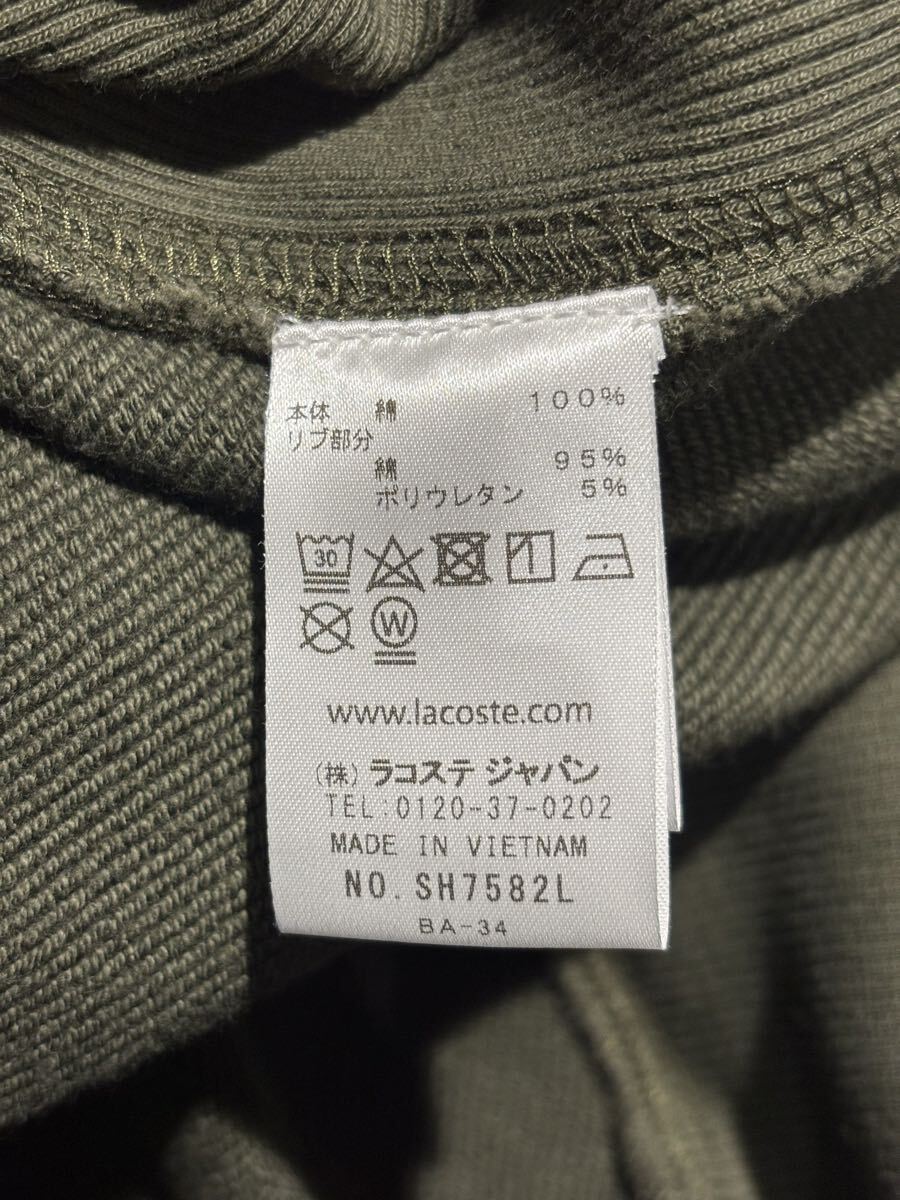 本体 綿 100%
リブ部分
綿 95%
ポリウレタン 5%
30
W
www.lacoste.com
(株) ラコステ ジャパン
TEL:0120-37-0202
MADE IN VIETNAM
NO. SH7582L
BA-34